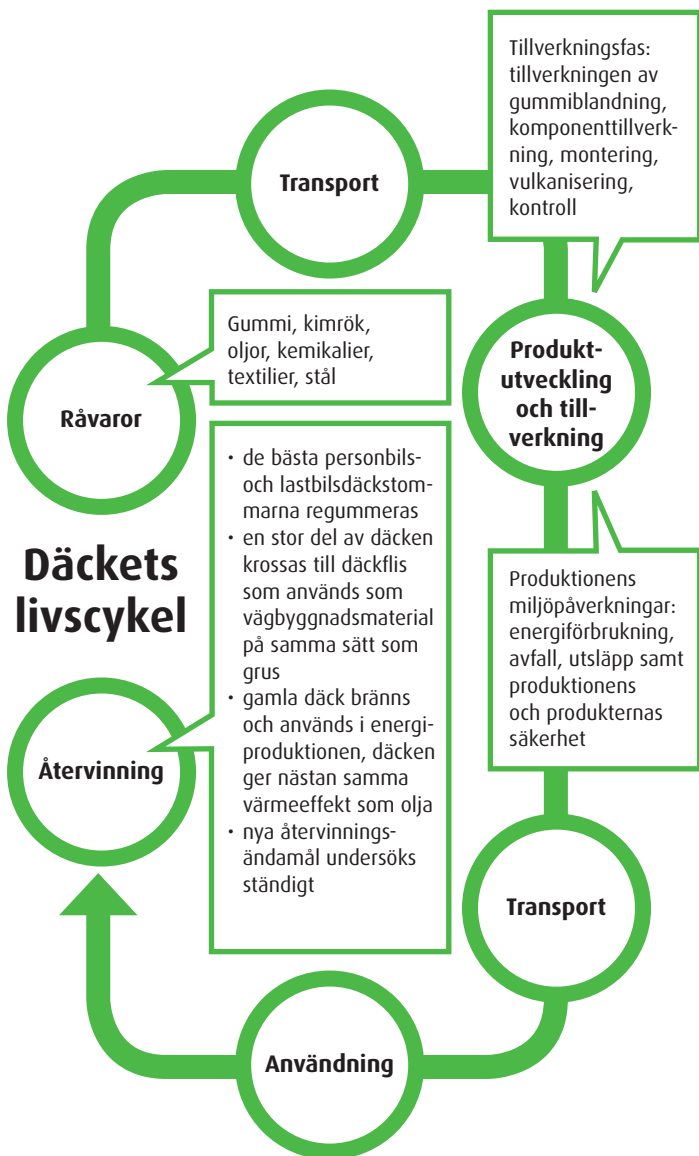 Tillverkningsfas:
tillverkningen av
gummiblandning,
komponenttillverk-
ning, montering,
vulkanisering,
kontroll
Transport
Gummi, kimrök,
oljor, kemikalier,
textilier, stål
Produkt-
utveckling
och till-
verkning
Råvaror
• de bästa personbils-
och lastbilsdäckstom-
marna regummeras
• en stor del av däcken
krossas till däckflis
som används som
vägbyggnadsmaterial
på samma sätt som
grus
• gamla däck bränns
och används i energi-
produktionen, däcken
ger nästan samma
värmeeffekt som olja
• nya återvinnings-
ändamål undersöks
ständigt
Däckets
livscykel
Produktionens
miljöpåverkningar:
energiförbrukning,
avfall, utsläpp samt
produktionens
och produkternas
säkerhet
Återvinning
Transport
Användning